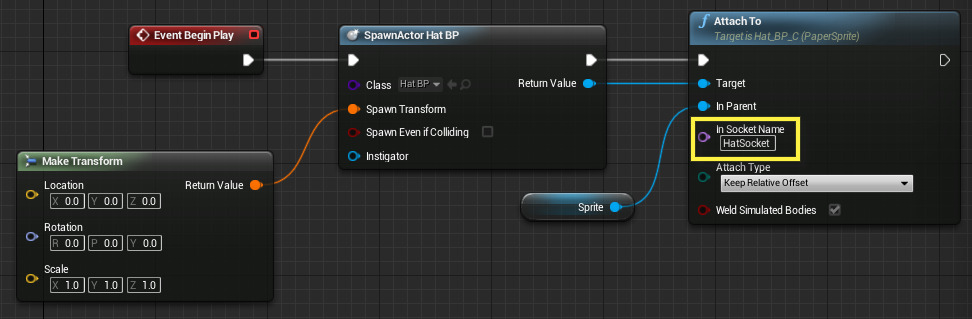 Event Begin Play
SpawnActor Hat BP
Class Hat BP
Return Value
Spawn Transform
Spawn Even if Colliding
Instigator
Attach To
Target is Hat_BP_C (PaperSprite)
Target
In Parent
In Socket Name
HatSocket
Attach Type
Keep Relative Offset
Weld Simulated Bodies
Make Transform
Location
Return Value
X 0.0 Y 0.0 Z 0.0
Rotation
R 0.0 P 0.0 Y 0.0
Scale
X 1.0 Y 1.0 Z 1.0
Sprite